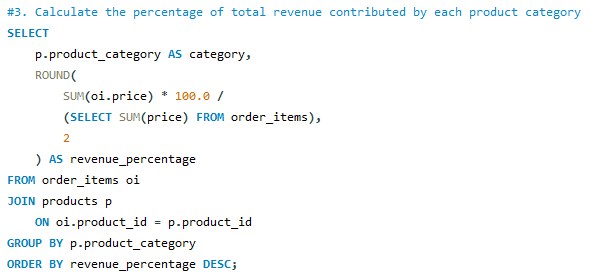 #3. Calculate the percentage of total revenue contributed by each product category
SELECT
    p.product_category AS category,
    ROUND(
        SUM(oi.price) * 100.0 /
        (SELECT SUM(price) FROM order_items),
        2
    ) AS revenue_percentage
FROM order_items oi
JOIN products p
    ON oi.product_id = p.product_id
GROUP BY p.product_category
ORDER BY revenue_percentage DESC;